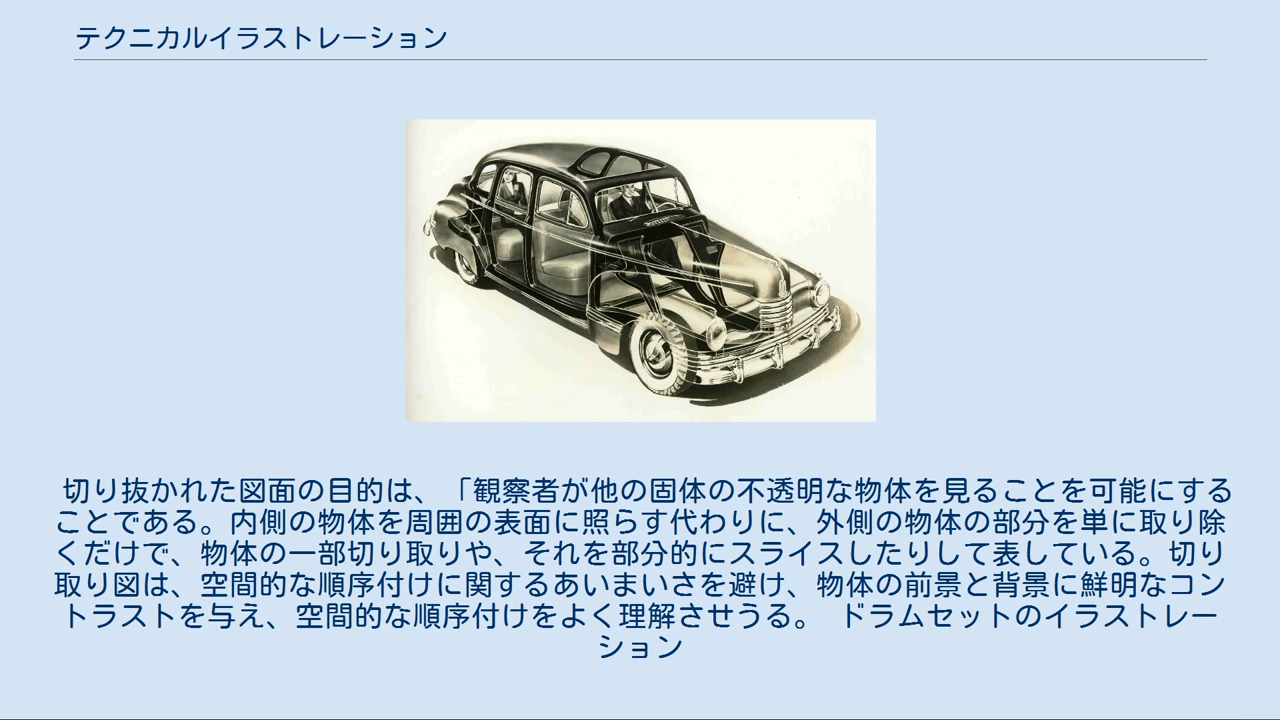 テクニカルイラストレーション
切り抜かれた図面の目的は、「観察者が他の固体の不透明な物体を見ることを可能にする
ことである。内側の物体を周囲の表面に照らす代わりに、外側の物体の部分を単に取り除
くだけで、物体の一部切り取りや、それを部分的にスライスしたりして表している。切り
取り図は、空間的な順序付けに関するあいまいさを避け、物体の前景と背景に鮮明なコン
トラストを与え、空間的な順序付けをよく理解させうる。 ドラムセットのイラストレー
ション